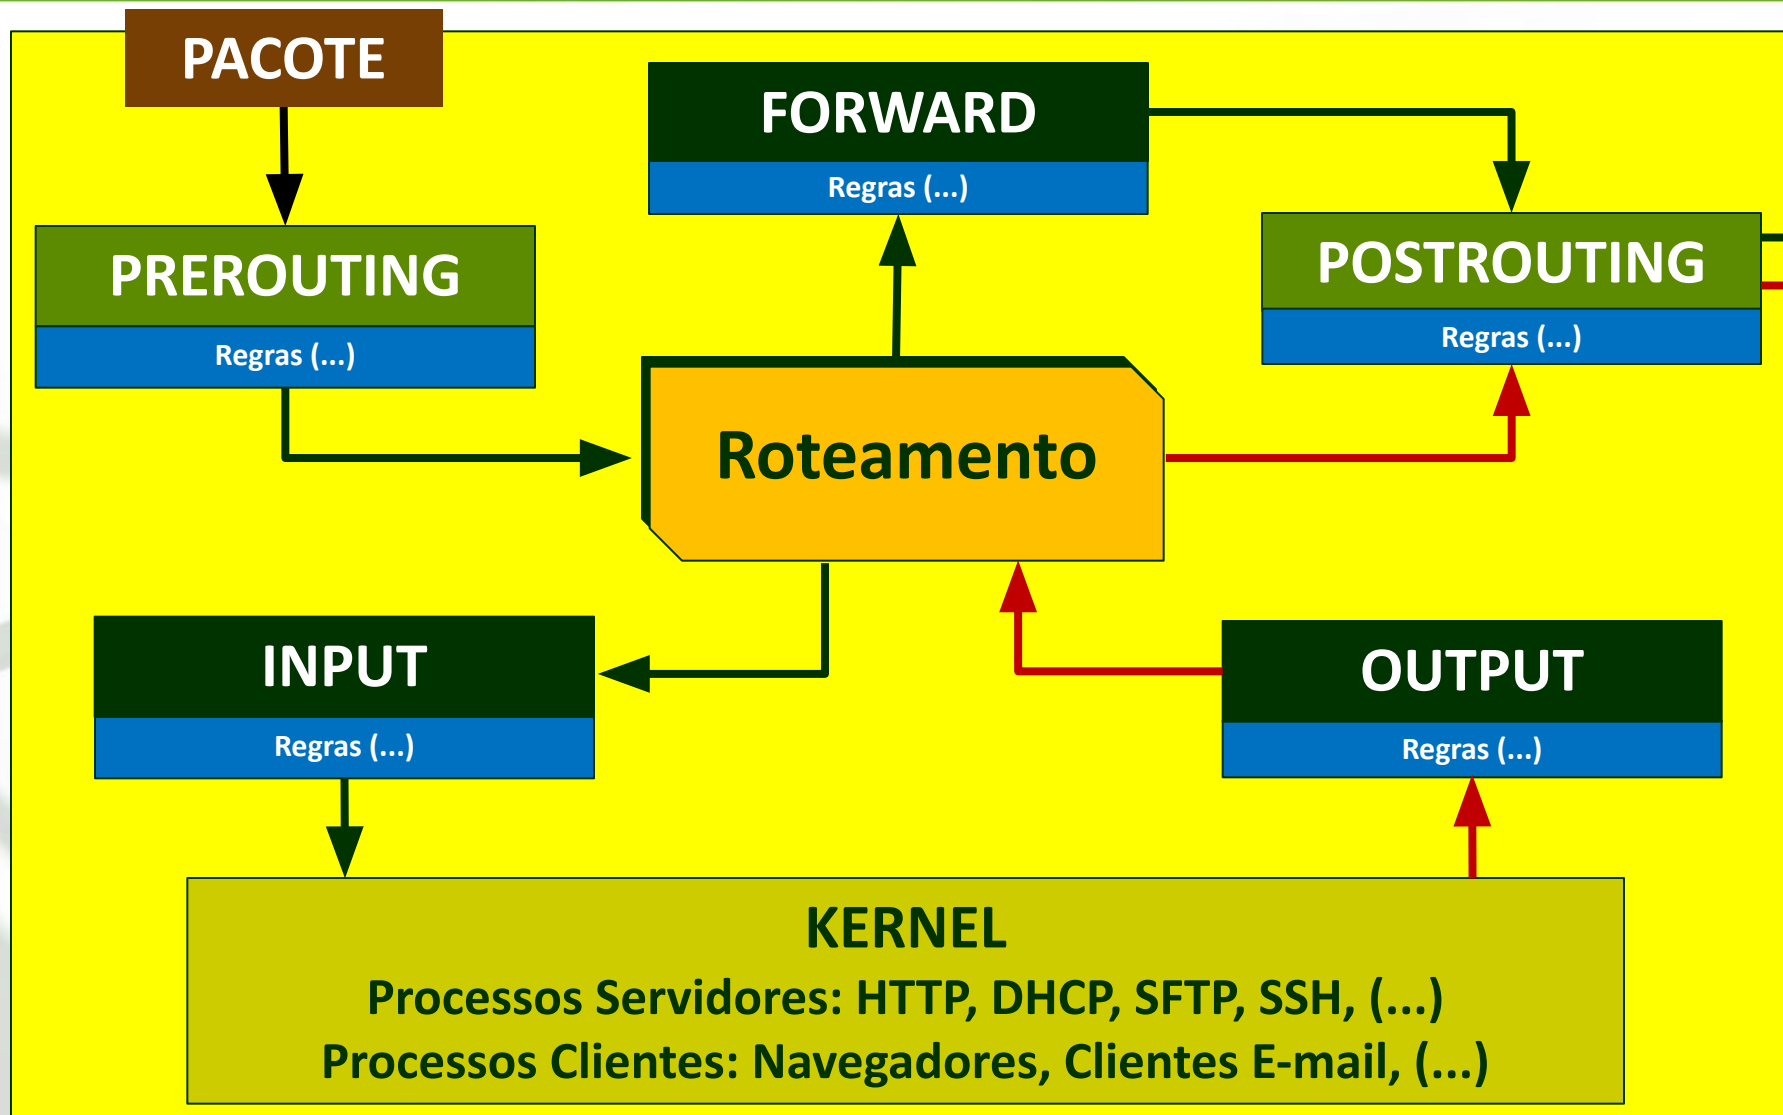 PACOTE
FORWARD
Regras (...)
PREROUTING
Regras (...)
POSTROUTING
Regras (...)
Roteamento
INPUT
Regras (...)
OUTPUT
Regras (...)
KERNEL
Processos Servidores: HTTP, DHCP, SFTP, SSH, (...)
Processos Clientes: Navegadores, Clientes E-mail, (...)